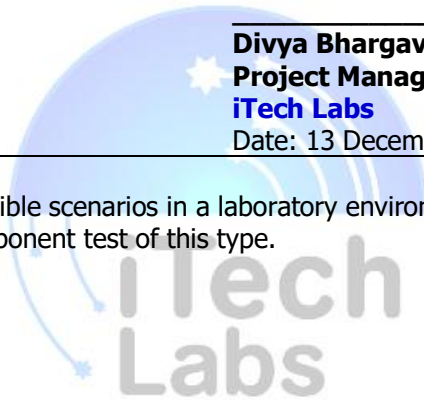 Divya Bhargav
Project Manag
iTech Labs
Date: 13 Decem
ible scenarios in a laboratory environ
ponent test of this type.
iTech
Labs